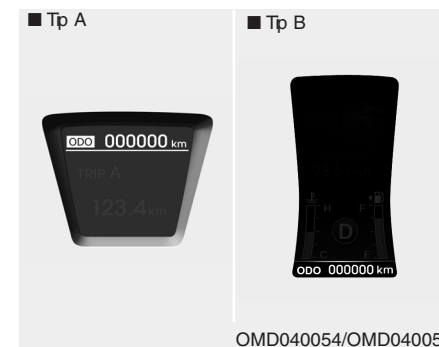 ■ Tip A
ODO 000000 km
TRIP A
123.4 km
■ Tip B
H F
D
C E
ODO 000000 km
OMD040054/OMD04005